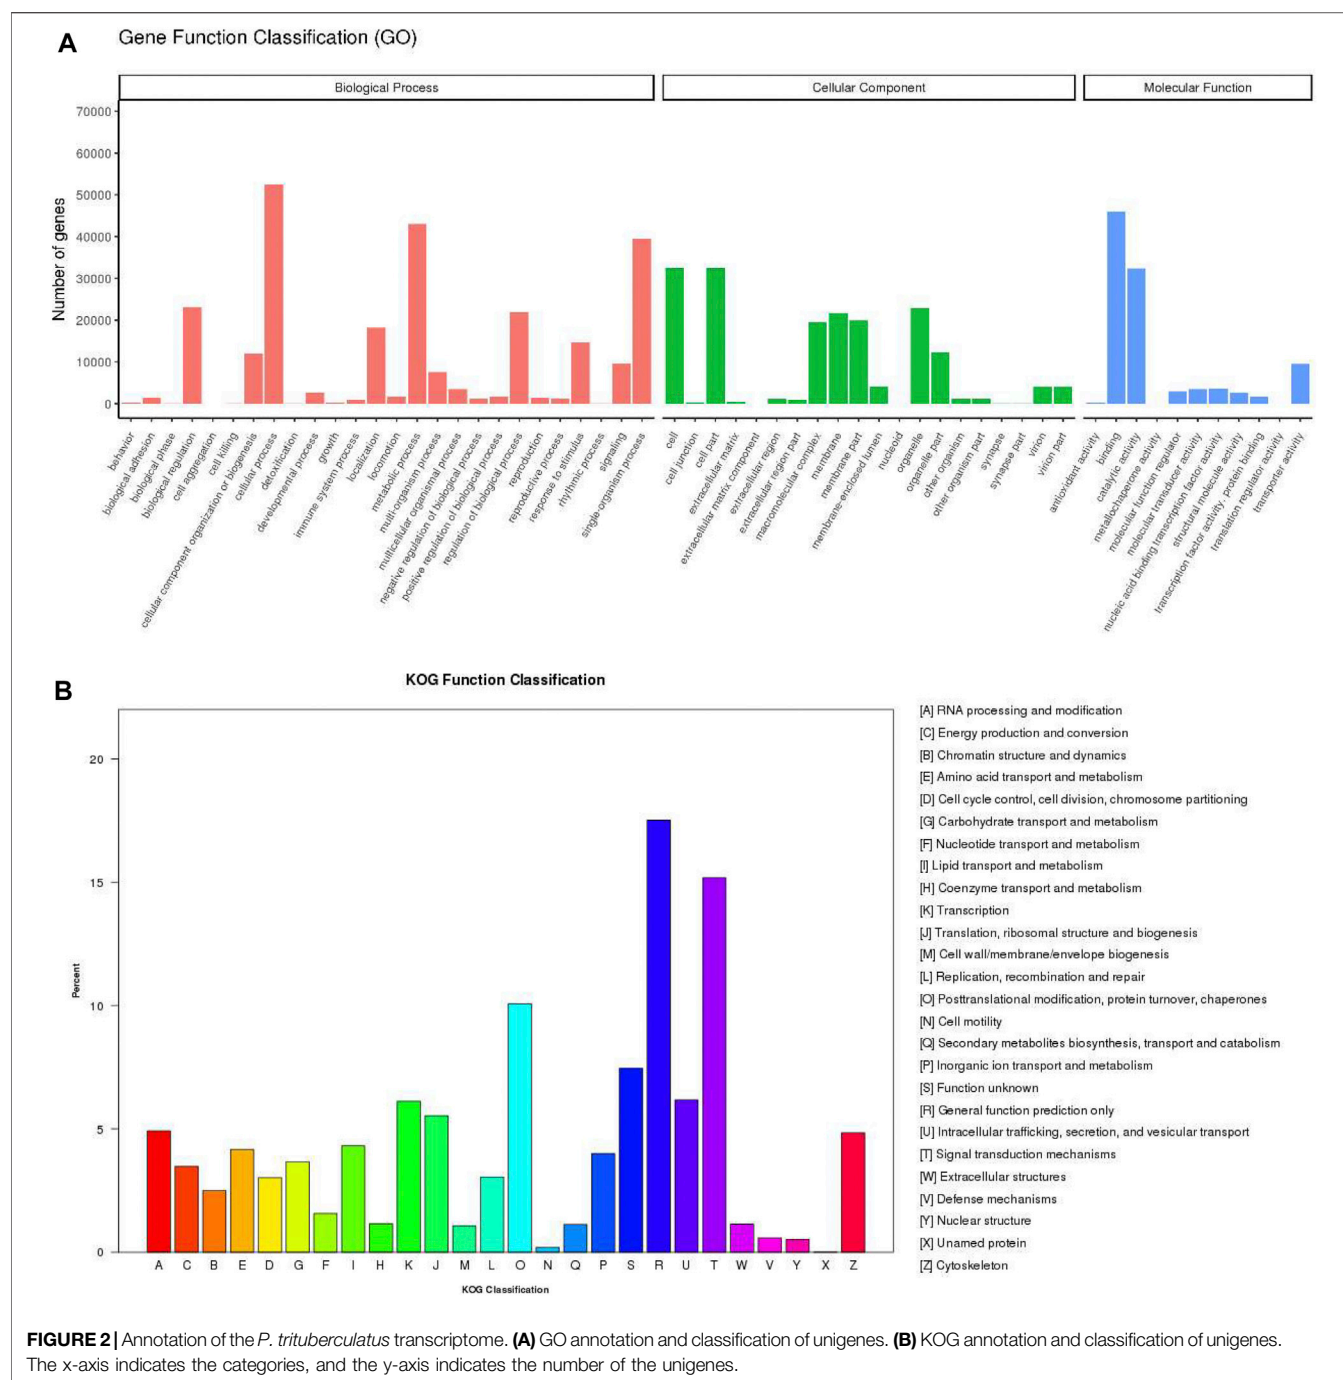 A
Gene Function Classification (GO)
Biological Process
Cellular Component
Molecular Function
70000
60000
50000
40000
30000
20000
10000
0
Number of genes
behavior
biological adhesion
biological phase
biological regulation
cell aggregation
cell killing
cellular component organization or biogenesis
cellular process
detoxification
developmental process
growth
immune system process
localization
locomotion
metabolic process
multi-organism process
multicellular organismal process
negative regulation of biological process
positive regulation of biological process
regulation of biological process
reproduction
reproductive process
response to stimulus
rhythmic process
signaling
single-organism process
cell
cell junction
cell part
extracellular matrix
extracellular matrix component
extracellular region
extracellular region part
macromolecular complex
membrane
membrane part
membrane-enclosed lumen
nucleoid
organelle
organelle part
other organism
other organism part
synapse
synapse part
virion
virion part
antioxidant activity
binding
catalytic activity
metallochaperone activity
molecular function regulator
molecular transducer activity
nucleic acid binding transcription factor activity
structural molecule activity
transcription factor activity. protein binding
translation regulator activity
transporter activity
B
KOG Function Classification
20
15
10
5
0
Percent
A C B E D G F I H K J M L O N Q P S R U T W V Y X Z
KOG Classification
[A] RNA processing and modification
[C] Energy production and conversion
[B] Chromatin structure and dynamics
[E] Amino acid transport and metabolism
[D] Cell cycle control, cell division, chromosome partitioning
[G] Carbohydrate transport and metabolism
[F] Nucleotide transport and metabolism
[I] Lipid transport and metabolism
[H] Coenzyme transport and metabolism
[K] Transcription
[J] Translation, ribosomal structure and biogenesis
[M] Cell wall/membrane/envelope biogenesis
[L] Replication, recombination and repair
[O] Posttranslational modification, protein turnover, chaperones
[N] Cell motility
[Q] Secondary metabolites biosynthesis, transport and catabolism
[P] Inorganic ion transport and metabolism
[S] Function unknown
[R] General function prediction only
[U] Intracellular trafficking, secretion, and vesicular transport
[T] Signal transduction mechanisms
[W] Extracellular structures
[V] Defense mechanisms
[Y] Nuclear structure
[X] Unamed protein
[Z] Cytoskeleton
FIGURE 2 | Annotation of the P. trituberculatus transcriptome. (A) GO annotation and classification of unigenes. (B) KOG annotation and classification of unigenes.
The x-axis indicates the categories, and the y-axis indicates the number of the unigenes.